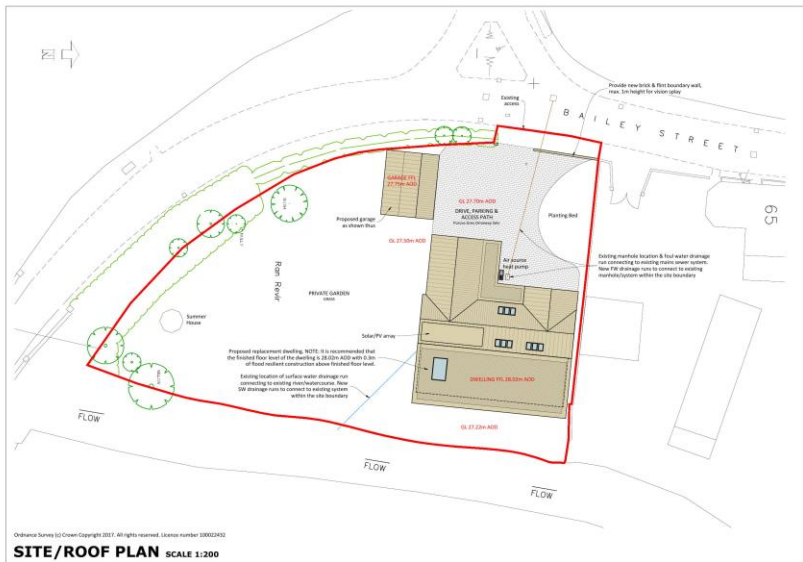 Provide new brick & flint boundary wall,
max. 1m height for vision splay
Existing
access
BAILEY STREET
GARAGE FFL
27.75m AOD
GL 27.70m AOD
DRIVE, PARKING &
ACCESS PATH
Planting Bed
65
Proposed garage
as shown thus
GL 27.50m AOD
Air source
heat pump
Existing manhole location & foul water drainage
run connecting to existing mains sewer system.
New FW drainage runs to connect to existing
manhole/system within the site boundary
Ran Revir
PRIVATE GARDEN
Summer
House
Solar/PV array
Proposed replacement dwelling. NOTE: It is recommended that
the finished floor level of the dwelling is 28.02m AOD with 0.3m
of flood resilient construction above finished floor level.
DWELLING FFL 28.02m AOD
Existing location of surface water drainage run
connecting to existing river/watercourse. New
SW drainage runs to connect to existing system
within the site boundary
GL 27.22m AOD
FLOW
FLOW
FLOW
Ordnance Survey (c) Crown Copyright 2017. All rights reserved. Licence number 100022432
SITE/ROOF PLAN SCALE 1:200